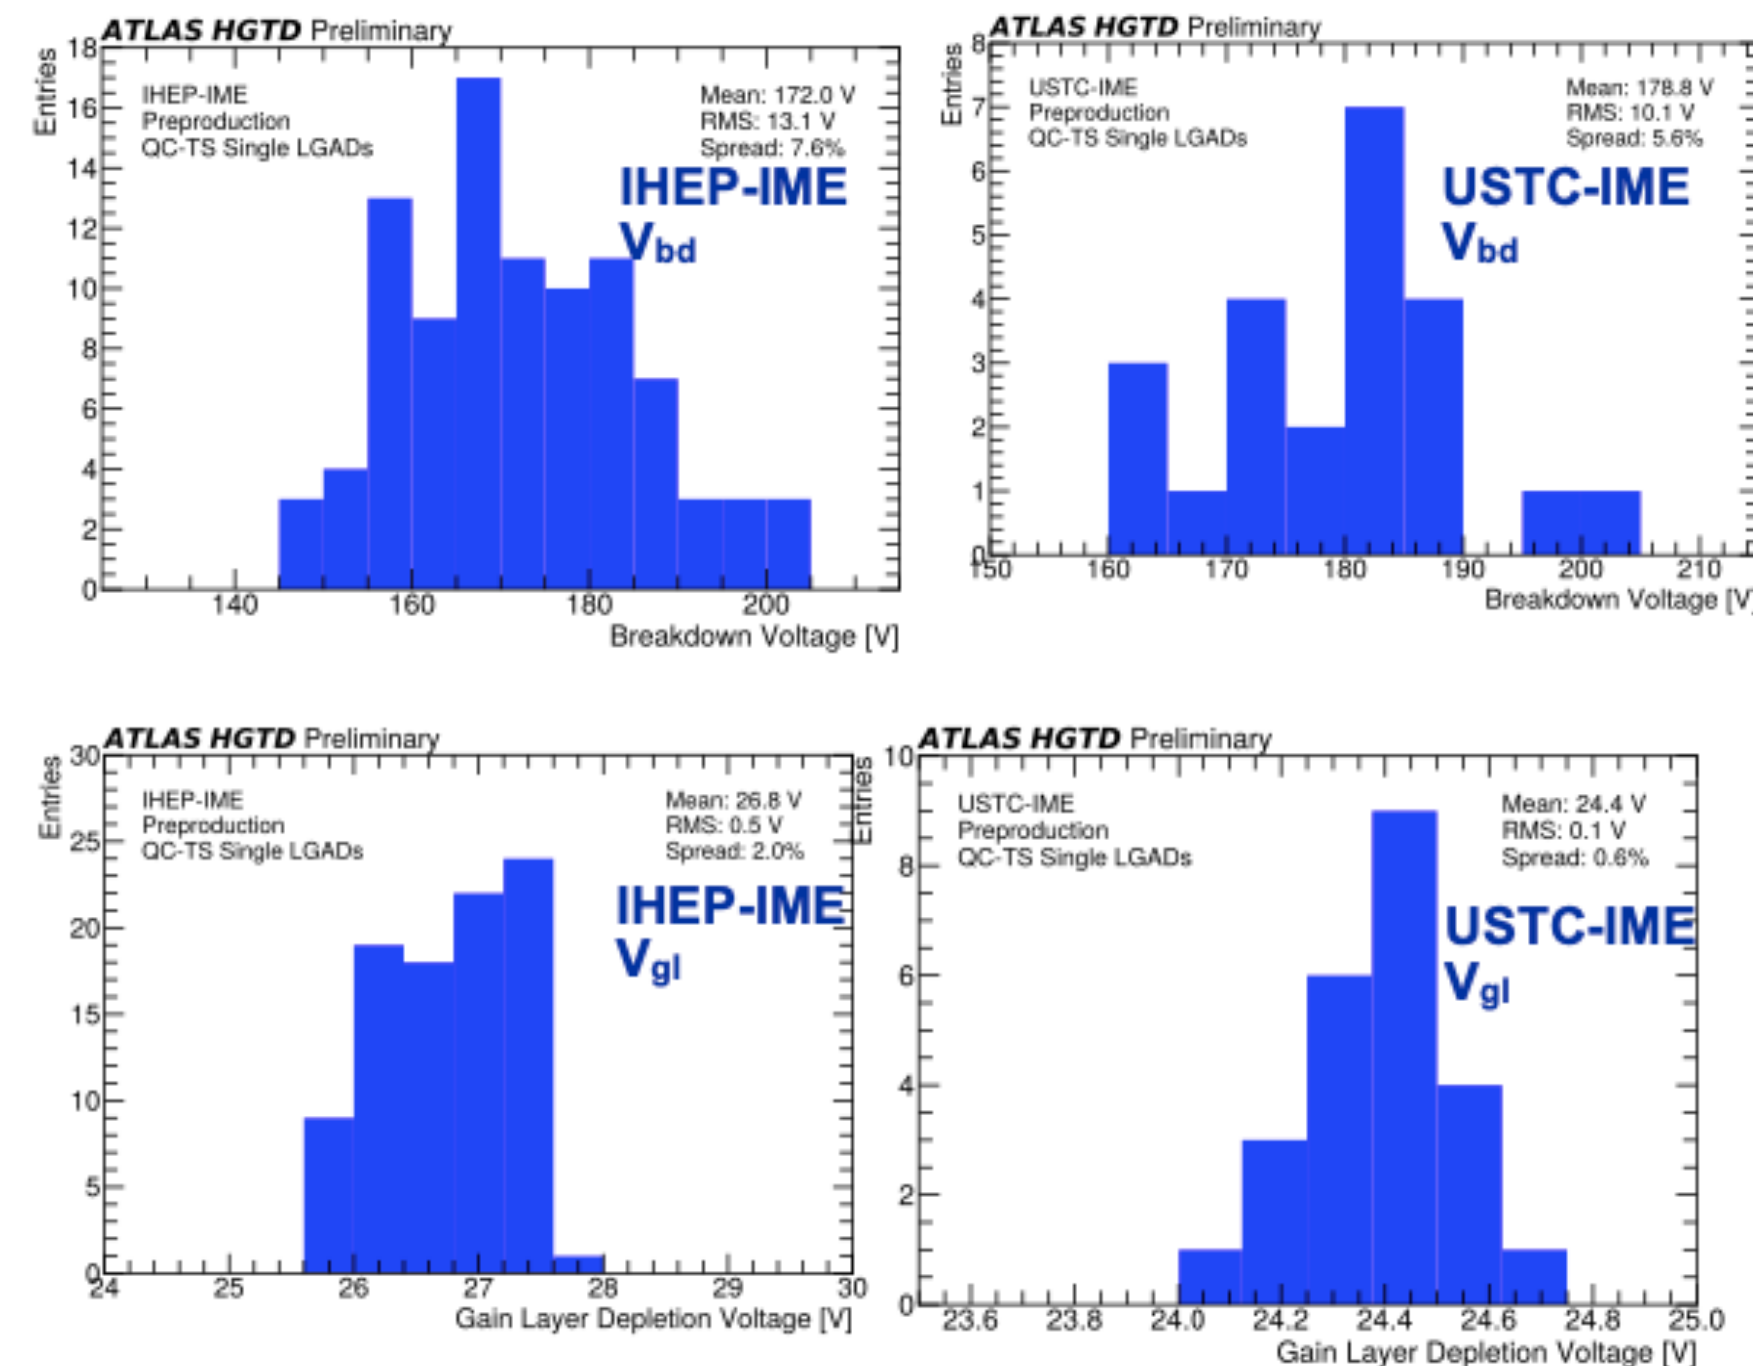 ATLAS HGTD Preliminary
Entries
18
16
14
12
10
8
6
4
2
0
IHEP-IME
Preproduction
QC-TS Single LGADs
Mean: 172.0 V
RMS: 13.1 V
Spread: 7.6%
IHEP-IME
Vbd
140 160 180 200
Breakdown Voltage [V]
ATLAS HGTD Preliminary
Entries
8
7
6
5
4
3
2
1
0
USTC-IME
Preproduction
QC-TS Single LGADs
Mean: 178.8 V
RMS: 10.1 V
Spread: 5.6%
USTC-IME
Vbd
150 160 170 180 190 200 210
Breakdown Voltage [V]
ATLAS HGTD Preliminary
Entries
30
25
20
15
10
5
0
IHEP-IME
Preproduction
QC-TS Single LGADs
Mean: 26.8 V
RMS: 0.5 V
Spread: 2.0%
IHEP-IME
Vgl
24 25 26 27 28 29 30
Gain Layer Depletion Voltage [V]
ATLAS HGTD Preliminary
Entries
10
8
6
4
2
0
USTC-IME
Preproduction
QC-TS Single LGADs
Mean: 24.4 V
RMS: 0.1 V
Spread: 0.6%
USTC-IME
Vgl
23.6 23.8 24.0 24.2 24.4 24.6 24.8 25.0
Gain Layer Depletion Voltage [V]